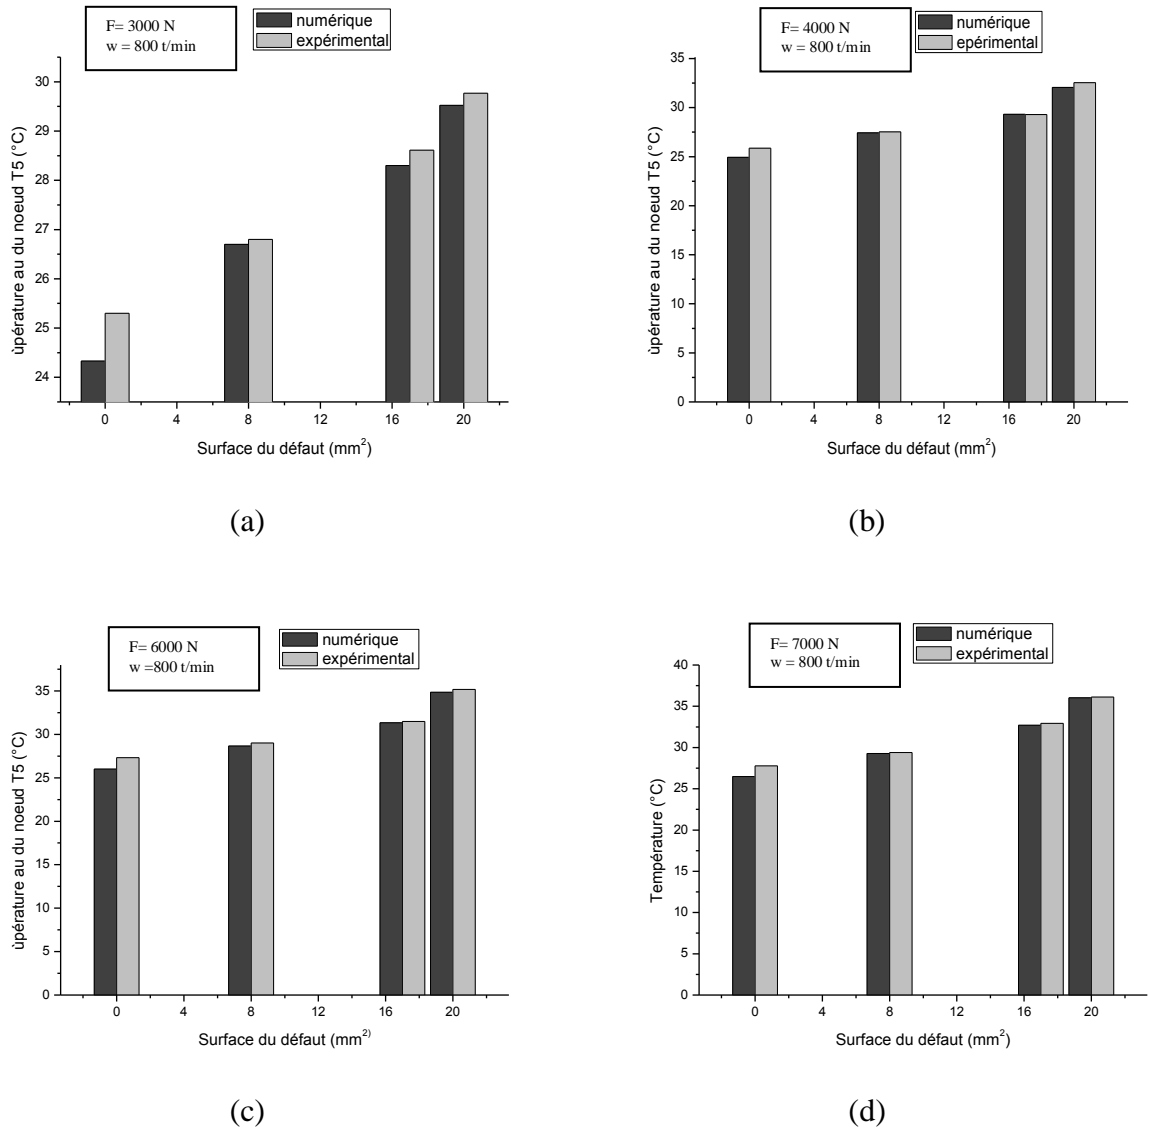 F= 3000 N
w = 800 t/min
numérique
expérimental
30
29
28
27
26
25
24
ùpérature au du noeud T5 (°C)
0 4 8 12 16 20
Surface du défaut (mm²)
(a)
F= 4000 N
w = 800 t/min
numérique
epérimental
35
30
25
20
15
10
5
0
ùpérature au du noeud T5 (°C)
0 4 8 12 16 20
Surface du défaut (mm²)
(b)
F= 6000 N
w =800 t/min
numérique
expérimental
35
30
25
20
15
10
5
0
ùpérature au du noeud T5 (°C)
0 4 8 12 16 20
Surface du défaut (mm²⁾
(c)
F= 7000 N
w = 800 t/min
numérique
expérimental
40
35
30
25
20
15
10
5
0
Température (°C)
0 4 8 12 16 20
Surface du défaut (mm²)
(d)